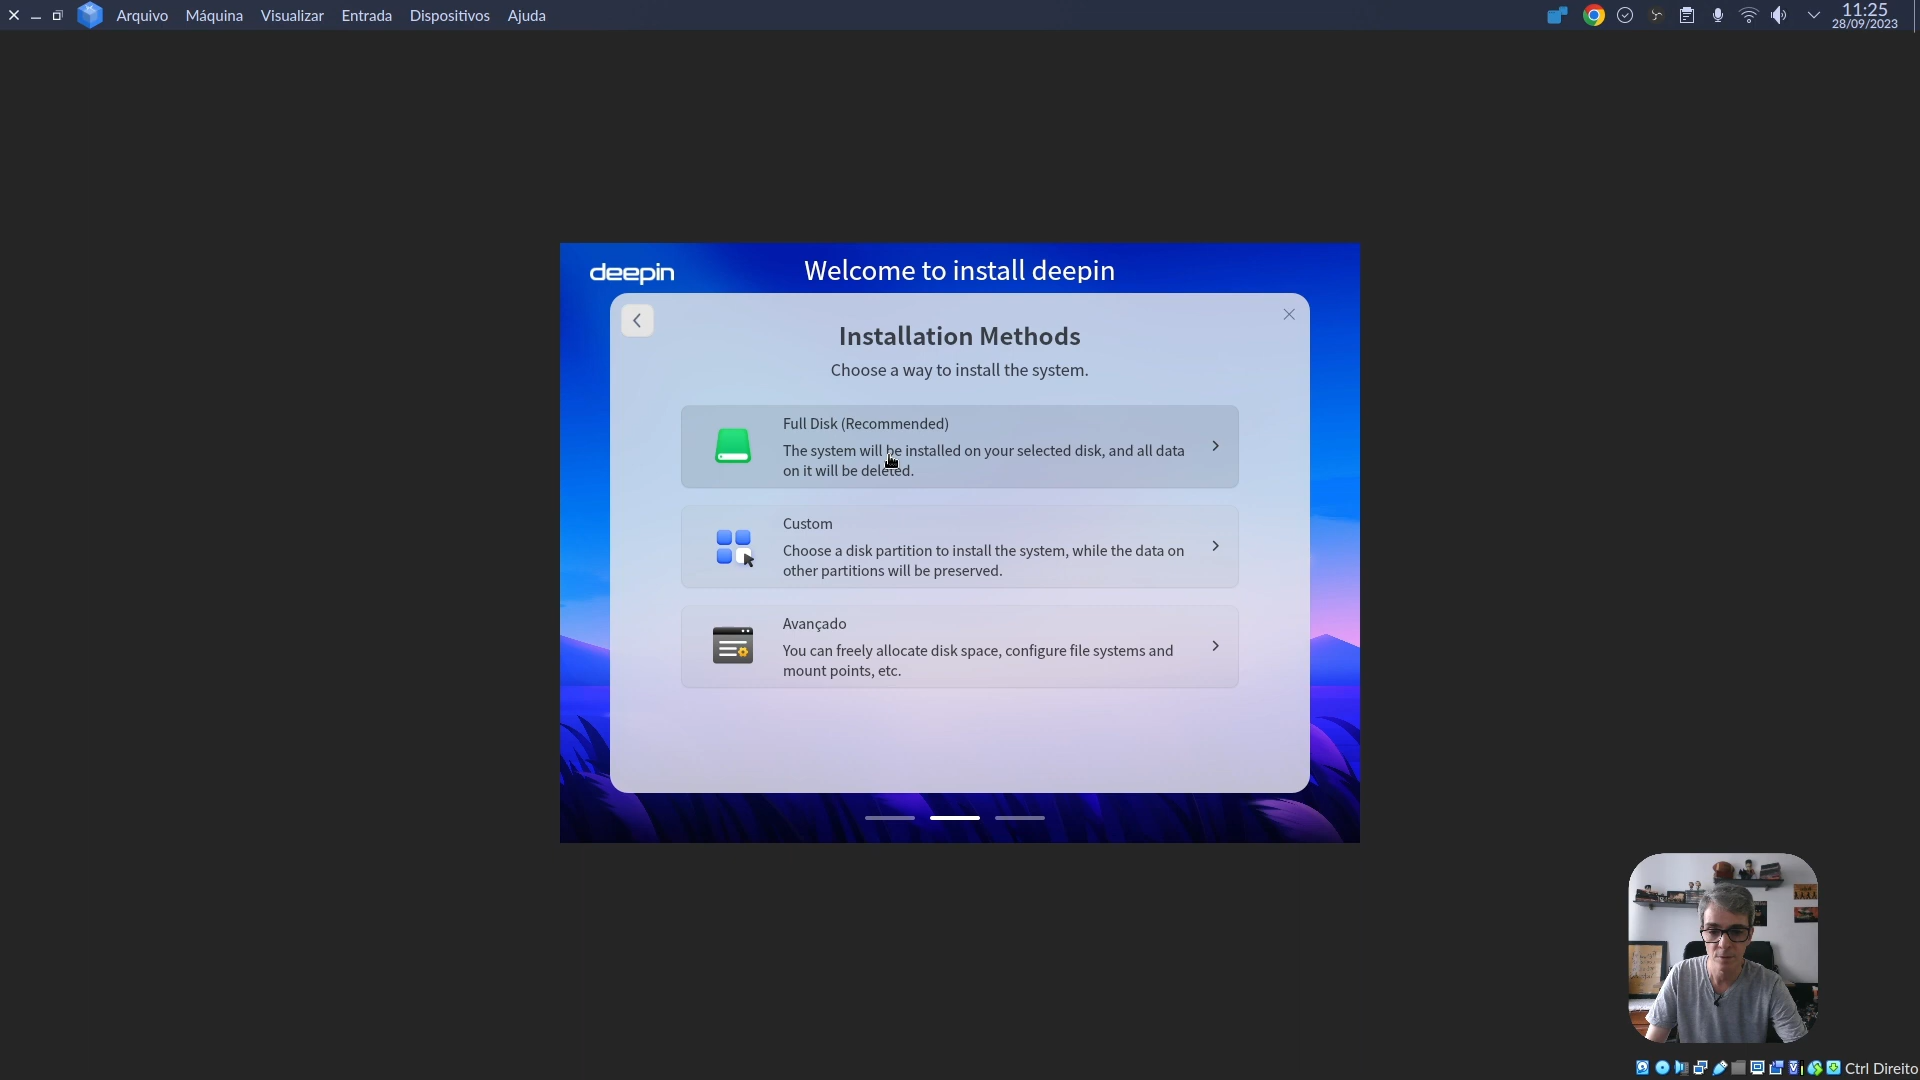 Arquivo Máquina Visualizar Entrada Dispositivos Ajuda
11:25
28/09/2023
deepin
Welcome to install deepin
Installation Methods
Choose a way to install the system.
Full Disk (Recommended)
The system will be installed on your selected disk, and all data
on it will be deleted.
Custom
Choose a disk partition to install the system, while the data on
other partitions will be preserved.
Avançado
You can freely allocate disk space, configure file systems and
mount points, etc.
Ctrl Direito